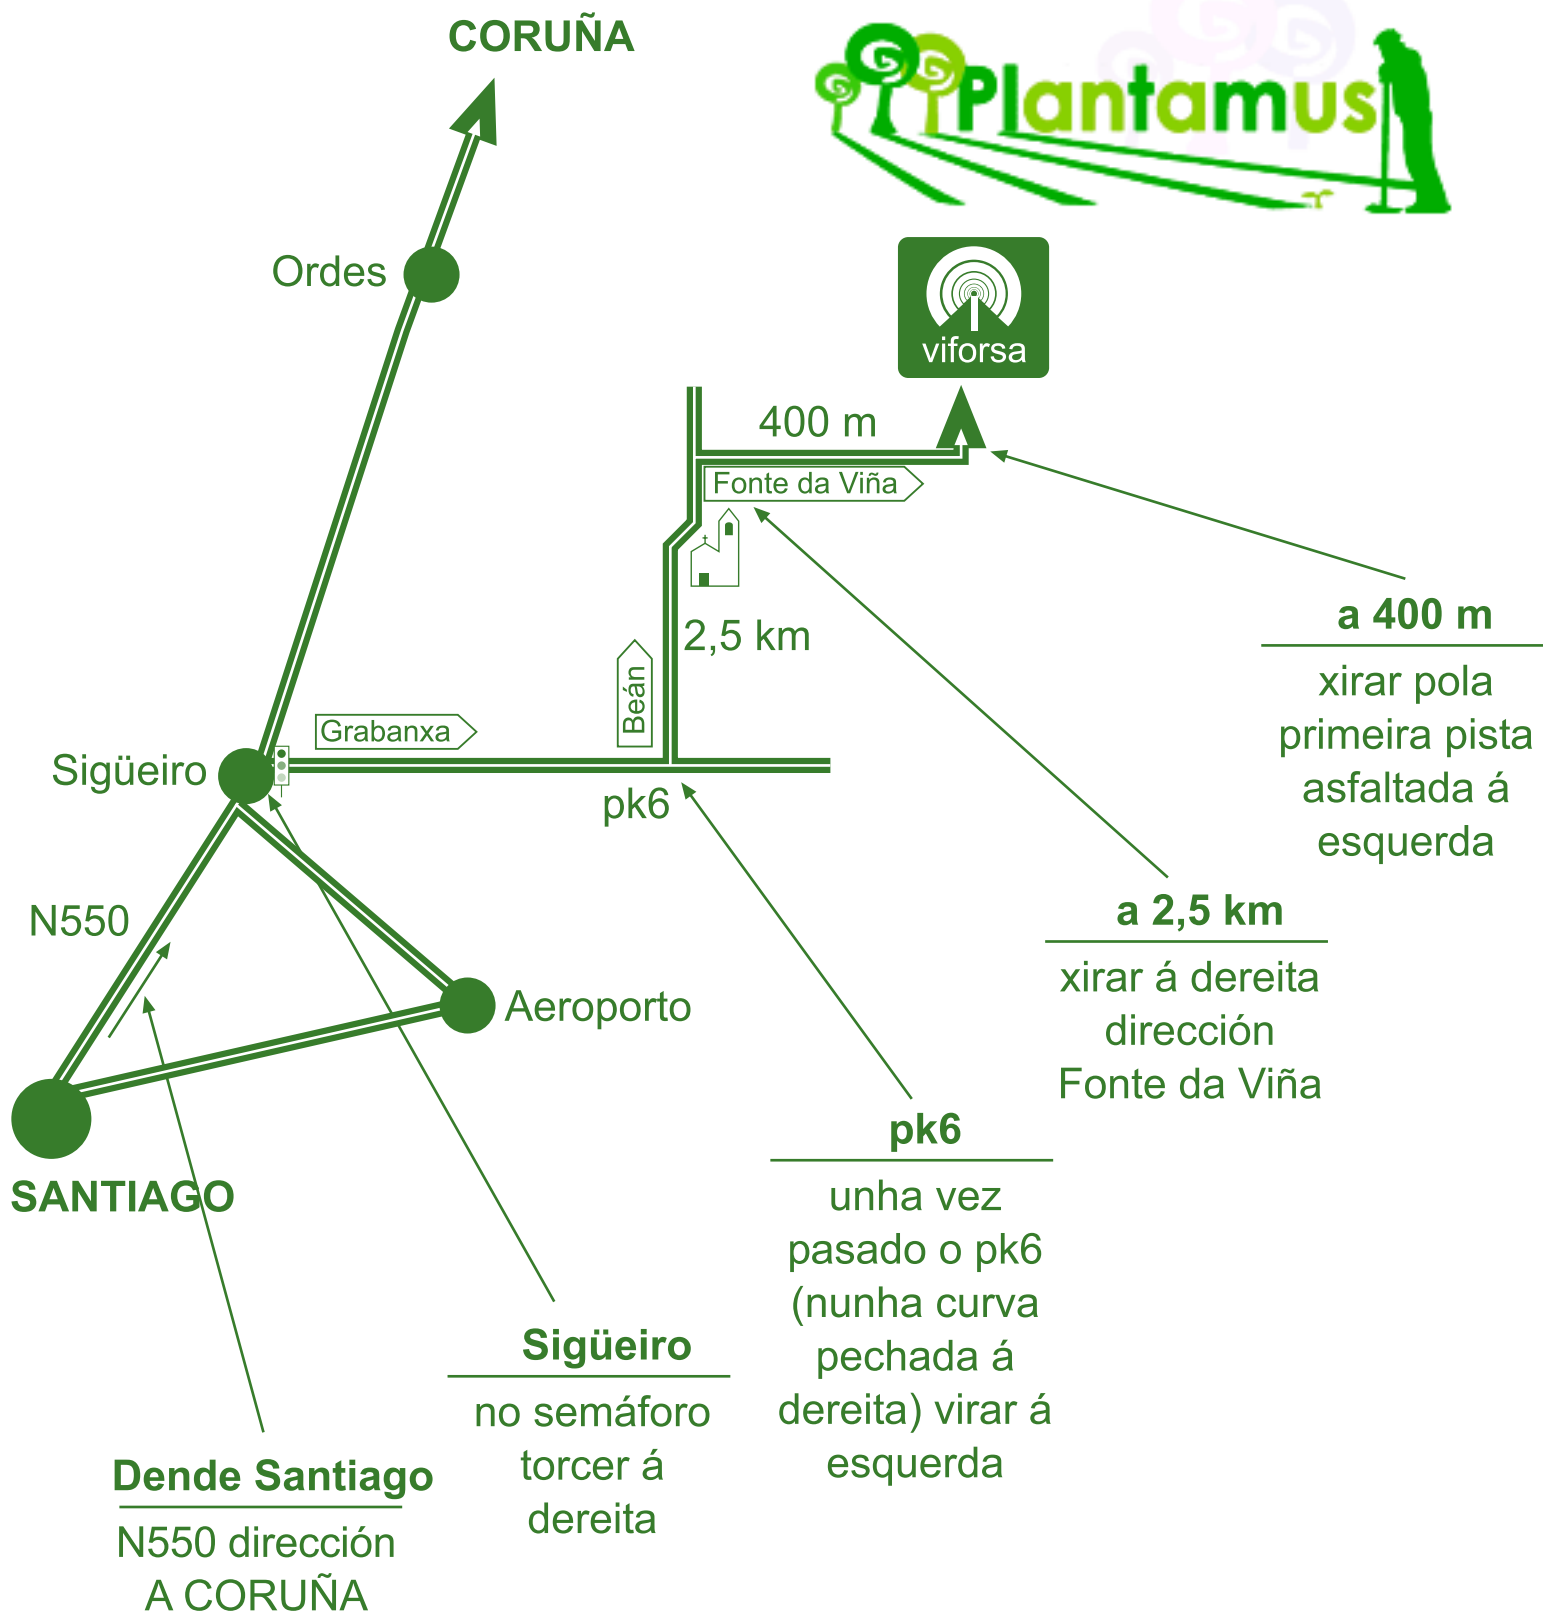 CORUÑA
Plantamus
Ordes
viforsa
400 m
Fonte da Viña
2,5 km
Beán
Grabanxa
Sigüeiro
pk6
N550
Aeroporto
SANTIAGO
a 400 m
xirar pola
primeira pista
asfaltada á
esquerda
a 2,5 km
xirar á dereita
dirección
Fonte da Viña
pk6
unha vez
pasado o pk6
(nunha curva
pechada á
dereita) virar á
esquerda
Sigüeiro
no semáforo
torcer á
dereita
Dende Santiago
N550 dirección
A CORUÑA